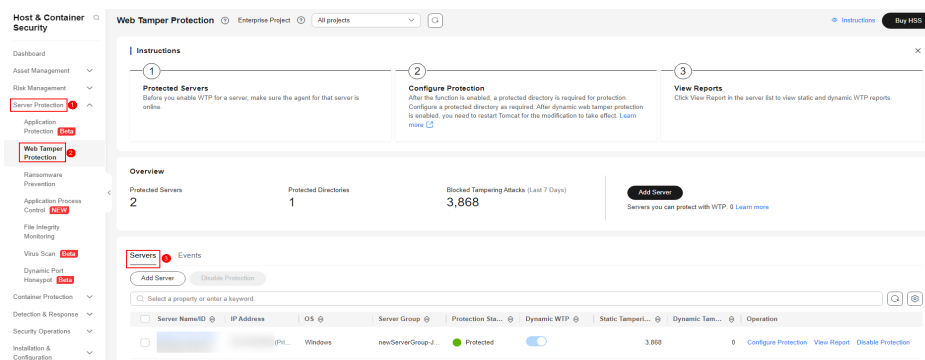 Host & Container Security
Web Tamper Protection
Enterprise Project
All projects
Instructions
Buy HSS
Dashboard
Asset Management
Risk Management
Server Protection
1
Application Protection Beta
Web Tamper Protection
2
Ransomware Prevention
Application Process Control NEW
File Integrity Monitoring
Virus Scan Beta
Dynamic Port Honeypot Beta
Container Protection
Detection & Response
Security Operations
Installation & Configuration
Instructions
1
Protected Servers
Before you enable WTP for a server, make sure the agent for that server is
online.
2
Configure Protection
After the function is enabled, a protected directory is required for protection.
Configure a protected directory as required. After dynamic web tamper protection
is enabled, you need to restart Tomcat for the modification to take effect. Learn
more
3
View Reports
Click View Report in the server list to view static and dynamic WTP reports.
Overview
Protected Servers
2
Protected Directories
1
Blocked Tampering Attacks (Last 7 Days)
3,868
Add Server
Servers you can protect with WTP: 0 Learn more
Servers
3
Events
Add Server
Disable Protection
Select a property or enter a keyword.
Server Name/ID IP Address OS Server Group Protection Sta... Dynamic WTP Static Tamperi... Dynamic Tam... Operation
(Pri... Windows newServerGroup-J... Protected 3,868 0 Configure Protection View Report Disable Protection